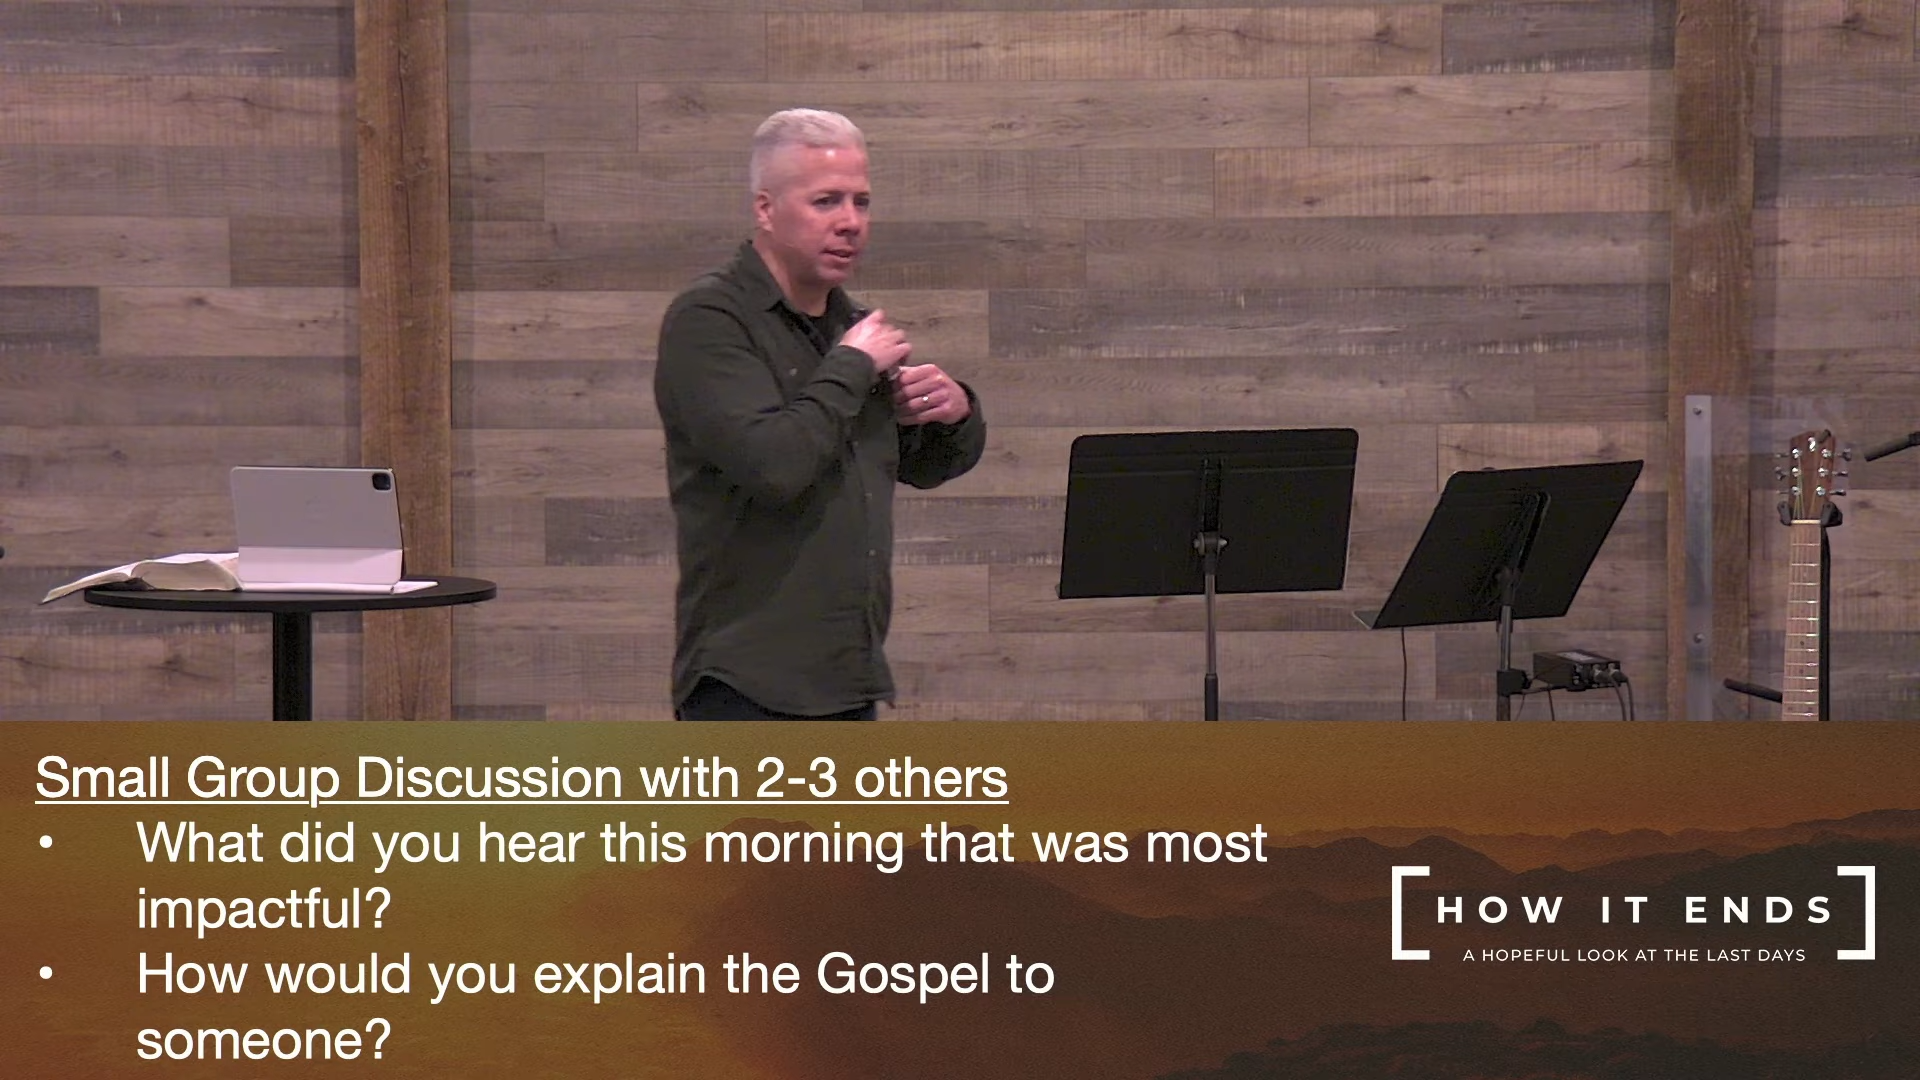 Small Group Discussion with 2-3 others
• What did you hear this morning that was most
impactful?
• How would you explain the Gospel to
someone?
HOW IT ENDS
A HOPEFUL LOOK AT THE LAST DAYS